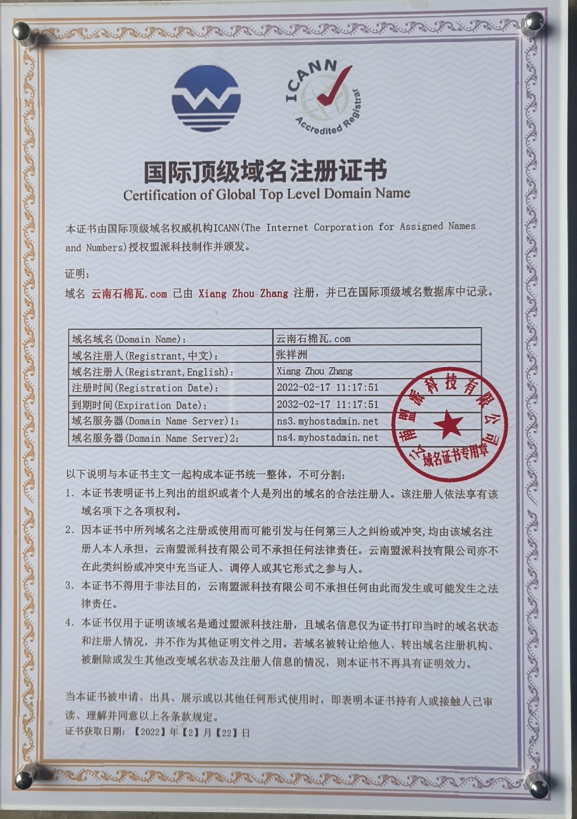 ICANN
Accredited Registrar
国际顶级域名注册证书
Certification of Global Top Level Domain Name
本证书由国际顶级域名权威机构ICANN(The Internet Corporation for Assigned Names
and Numbers)授权盟派科技制作并颁发。
证明:
域名 云南石棉瓦.com 已由 Xiang Zhou Zhang 注册，并已在国际顶级域名数据库中记录。
域名域名(Domain Name): 云南石棉瓦.com
域名注册人(Registrant,中文): 张祥洲
域名注册人(Registrant,English): Xiang Zhou Zhang
注册时间(Registration Date): 2022-02-17 11:17:51
到期时间(Expiration Date): 2032-02-17 11:17:51
域名服务器(Domain Name Server)1: ns3.myhostadmin.net
域名服务器(Domain Name Server)2: ns4.myhostadmin.net
云南盟派科技有限公司
域名证书专用章
以下说明与本证书主文一起构成本证书统一整体，不可分割:
1. 本证书表明证书上列出的组织或者个人是列出的域名的合法注册人。该注册人依法享有该
域名项下之各项权利。
2. 因本证书中所列域名之注册或使用而可能引发与任何第三人之纠纷或冲突,均由该域名注
册人本人承担，云南盟派科技有限公司不承担任何法律责任。云南盟派科技有限公司亦不
在此类纠纷或冲突中充当证人、调停人或其它形式之参与人。
3. 本证书不得用于非法目的，云南盟派科技有限公司不承担任何由此而发生或可能发生之法
律责任。
4. 本证书仅用于证明该域名是通过盟派科技注册，且域名信息仅为证书打印当时的域名状态
和注册人情况，并不作为其他证明文件之用。若域名被转让给他人、转出域名注册机构、
被删除或发生其他改变域名状态及注册人信息的情况，则本证书不再具有证明效力。
当本证书被申请、出具、展示或以其他任何形式使用时，即表明本证书持有人或接触人已审
读、理解并同意以上各条款规定。
证书获取日期:【2022】年【2】月【22】日